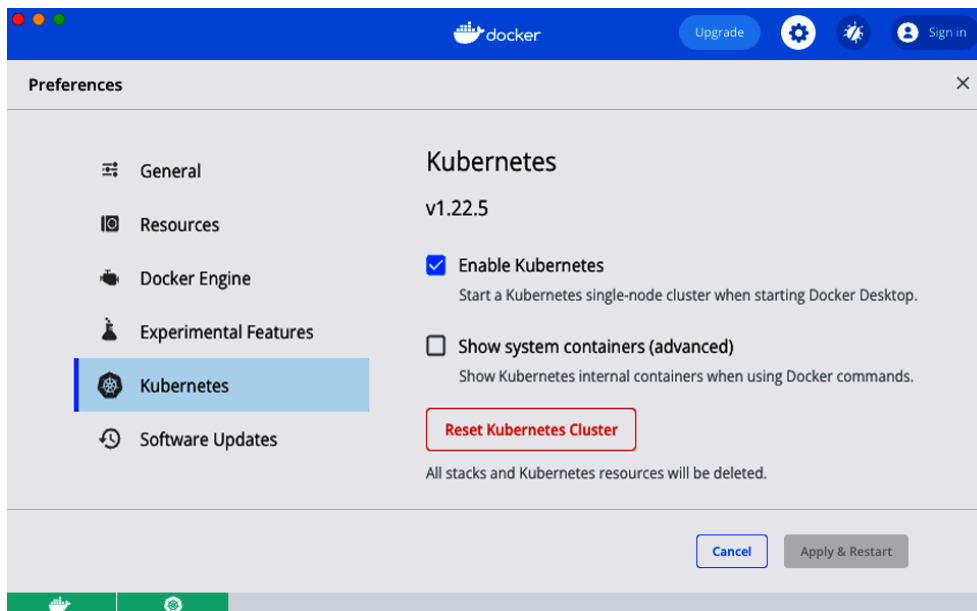 docker
Upgrade
Sign in
Preferences
General
Resources
Docker Engine
Experimental Features
Kubernetes
Software Updates
Kubernetes
v1.22.5
Enable Kubernetes
Start a Kubernetes single-node cluster when starting Docker Desktop.
Show system containers (advanced)
Show Kubernetes internal containers when using Docker commands.
Reset Kubernetes Cluster
All stacks and Kubernetes resources will be deleted.
Cancel
Apply & Restart